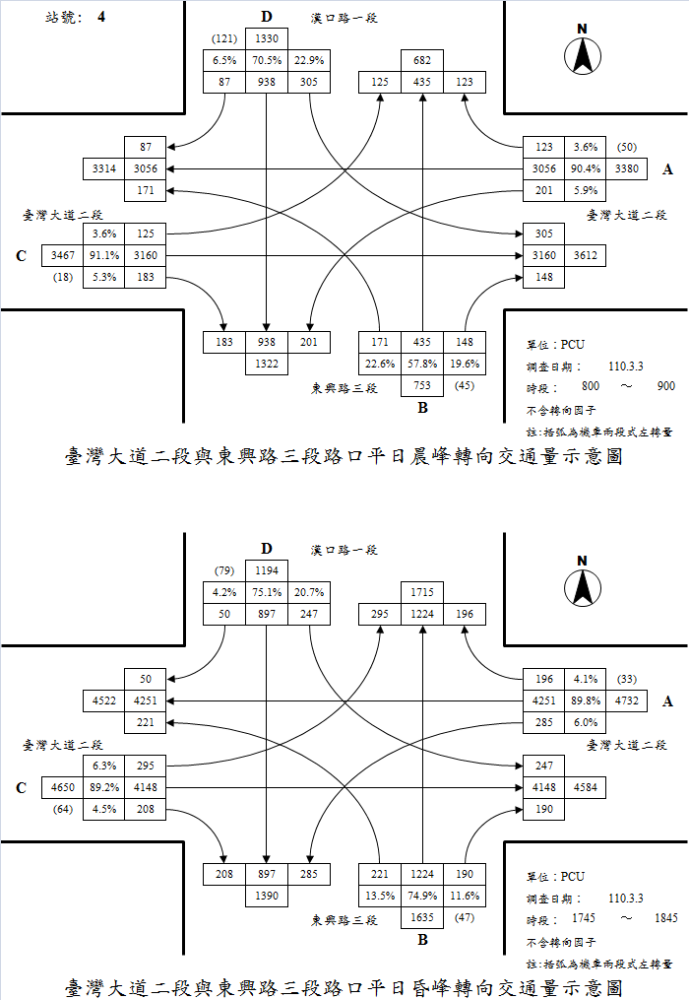 站號： 4
D 漢口路一段
(121) 1330
6.5% 70.5% 22.9%
87 938 305
682
125 435 123
N
87
3314 3056
171
123 3.6% (50)
3056 90.4% 3380 A
201 5.9%
臺灣大道二段
臺灣大道二段
3.6% 125
C 3467 91.1% 3160
(18) 5.3% 183
305
3160 3612
148
183 938 201
1322
171 435 148
22.6% 57.8% 19.6%
東興路三段 753 (45)
B
單位：PCU
調查日期： 110.3.3
時段： 800 ～ 900
不含轉向因子
註:括弧為機車兩段式左轉量
臺灣大道二段與東興路三段路口平日晨峰轉向交通量示意圖
D 漢口路一段
(79) 1194
4.2% 75.1% 20.7%
50 897 247
1715
295 1224 196
N
50
4522 4251
221
196 4.1% (33)
4251 89.8% 4732 A
285 6.0%
臺灣大道二段
臺灣大道二段
6.3% 295
C 4650 89.2% 4148
(64) 4.5% 208
247
4148 4584
190
208 897 285
1390
221 1224 190
13.5% 74.9% 11.6%
東興路三段 1635 (47)
B
單位：PCU
調查日期： 110.3.3
時段： 1745 ～ 1845
不含轉向因子
註:括弧為機車兩段式左轉量
臺灣大道二段與東興路三段路口平日昏峰轉向交通量示意圖